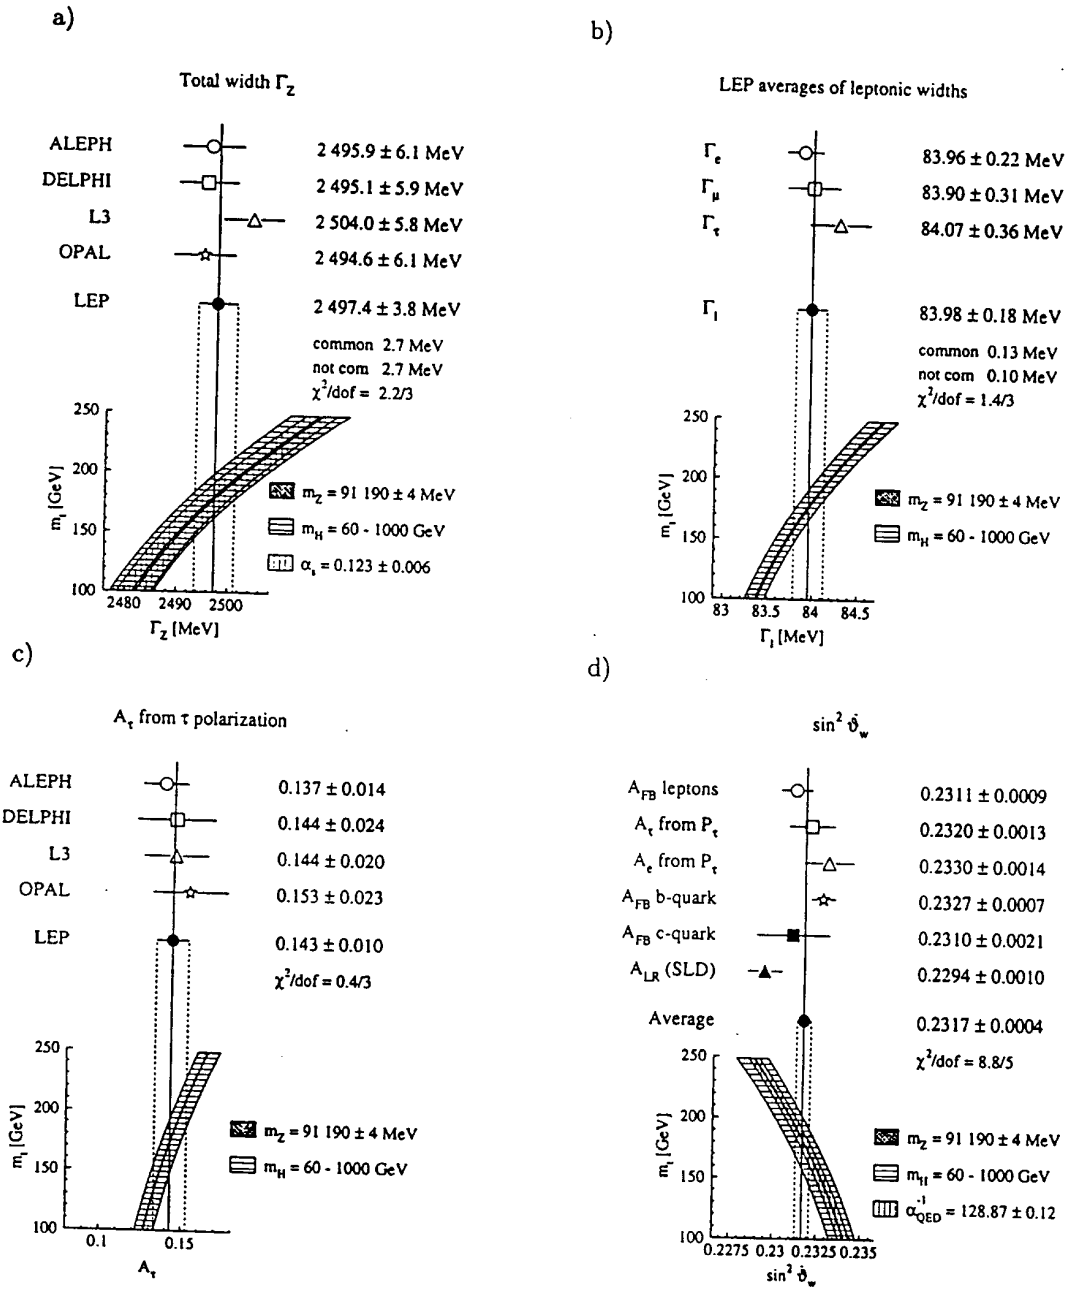 a)
Total width Γ_Z
ALEPH 2 495.9 ± 6.1 MeV
DELPHI 2 495.1 ± 5.9 MeV
L3 2 504.0 ± 5.8 MeV
OPAL 2 494.6 ± 6.1 MeV
LEP 2 497.4 ± 3.8 MeV
common 2.7 MeV
not com 2.7 MeV
χ²/dof = 2.2/3
250
200
150
100
m_t [GeV]
m_Z = 91 190 ± 4 MeV
m_H = 60 - 1000 GeV
α_s = 0.123 ± 0.006
2480 2490 2500
Γ_Z [MeV]
b)
LEP averages of leptonic widths
Γ_e 83.96 ± 0.22 MeV
Γ_μ 83.90 ± 0.31 MeV
Γ_τ 84.07 ± 0.36 MeV
Γ_l 83.98 ± 0.18 MeV
common 0.13 MeV
not com 0.10 MeV
χ²/dof = 1.4/3
250
200
150
100
m_t [GeV]
m_Z = 91 190 ± 4 MeV
m_H = 60 - 1000 GeV
83 83.5 84 84.5
Γ_l [MeV]
c)
A_τ from τ polarization
ALEPH 0.137 ± 0.014
DELPHI 0.144 ± 0.024
L3 0.144 ± 0.020
OPAL 0.153 ± 0.023
LEP 0.143 ± 0.010
χ²/dof = 0.4/3
250
200
150
100
m_t [GeV]
m_Z = 91 190 ± 4 MeV
m_H = 60 - 1000 GeV
0.1 0.15
A_τ
d)
sin² ϑ_w
A_FB leptons 0.2311 ± 0.0009
A_τ from P_τ 0.2320 ± 0.0013
A_e from P_τ 0.2330 ± 0.0014
A_FB b-quark 0.2327 ± 0.0007
A_FB c-quark 0.2310 ± 0.0021
A_LR (SLD) 0.2294 ± 0.0010
Average 0.2317 ± 0.0004
χ²/dof = 8.8/5
250
200
150
100
m_t [GeV]
m_Z = 91 190 ± 4 MeV
m_H = 60 - 1000 GeV
α⁻¹_QED = 128.87 ± 0.12
0.2275 0.23 0.2325 0.235
sin² ϑ_w